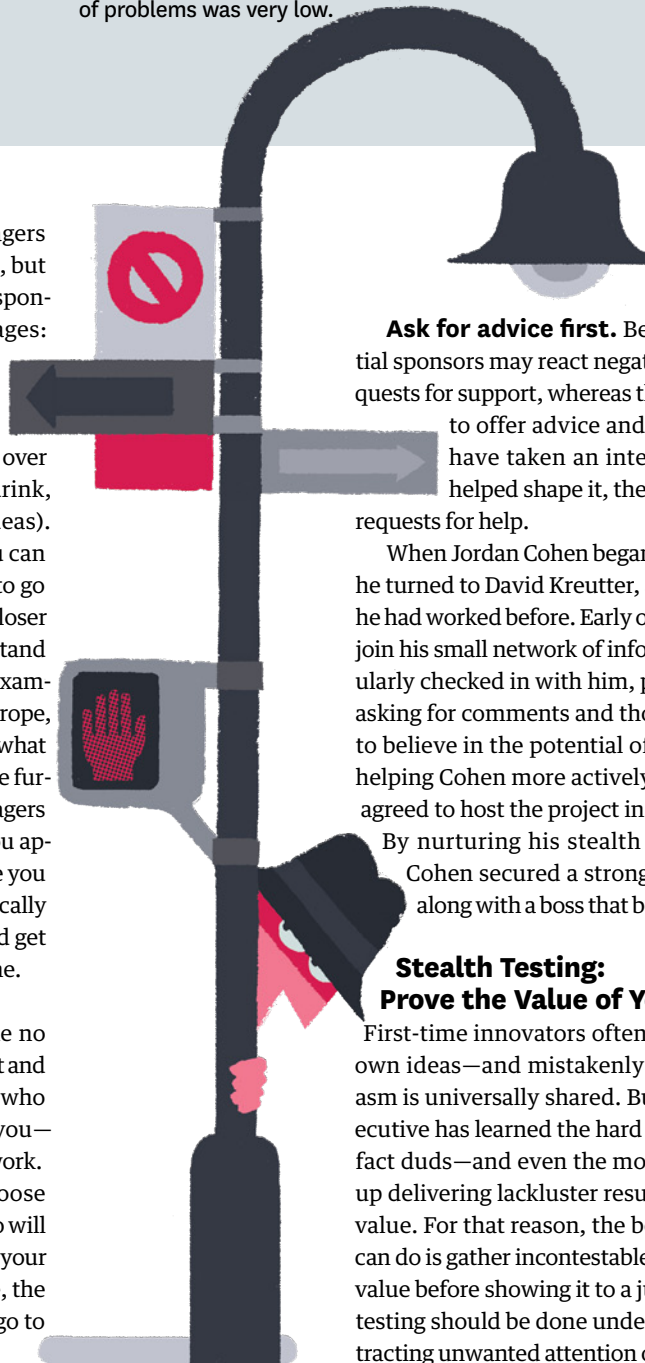 of problems was very low.
gers
, but
spon-
ages:
over
rink,
eas).
u can
to go
loser
tand
xam-
rope,
what
e fur-
agers
ou ap-
e you
cally
d get
ne.
e no
t and
who
you—
work.
oose
o will
your
, the
go to
Ask for advice first. Be
tial sponsors may react negat
quests for support, whereas th
to offer advice and
have taken an inte
helped shape it, the
requests for help.
When Jordan Cohen began
he turned to David Kreutter,
he had worked before. Early o
join his small network of info
ularly checked in with him, p
asking for comments and tho
to believe in the potential of
helping Cohen more actively
agreed to host the project in
By nurturing his stealth
Cohen secured a strong
along with a boss that b
Stealth Testing:
Prove the Value of Yo
First-time innovators often
own ideas—and mistakenly
asm is universally shared. Bu
ecutive has learned the hard
fact duds—and even the mo
up delivering lackluster resu
value. For that reason, the be
can do is gather incontestable
value before showing it to a ju
testing should be done unde
tracting unwanted attention o